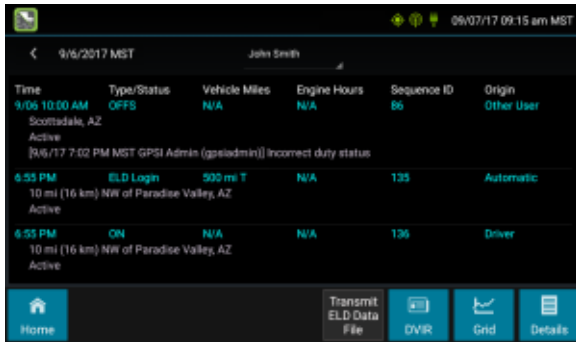 09/07/17 09:15 am MST
9/6/2017 MST John Smith
Time Type/Status Vehicle Miles Engine Hours Sequence ID Origin
9/06 10:00 AM OFFS N/A N/A 86 Other User
Scottsdale, AZ
Active
[9/6/17 7:02 PM MST GPSI Admin (gpsiadmin)] Incorrect duty status
6:55 PM ELD Login 500 mi T N/A 135 Automatic
10 mi (16 km) NW of Paradise Valley, AZ
Active
6:55 PM ON N/A N/A 136 Driver
10 mi (16 km) NW of Paradise Valley, AZ
Active
Home
Transmit
ELD Data
File
DVIR
Grid
Details